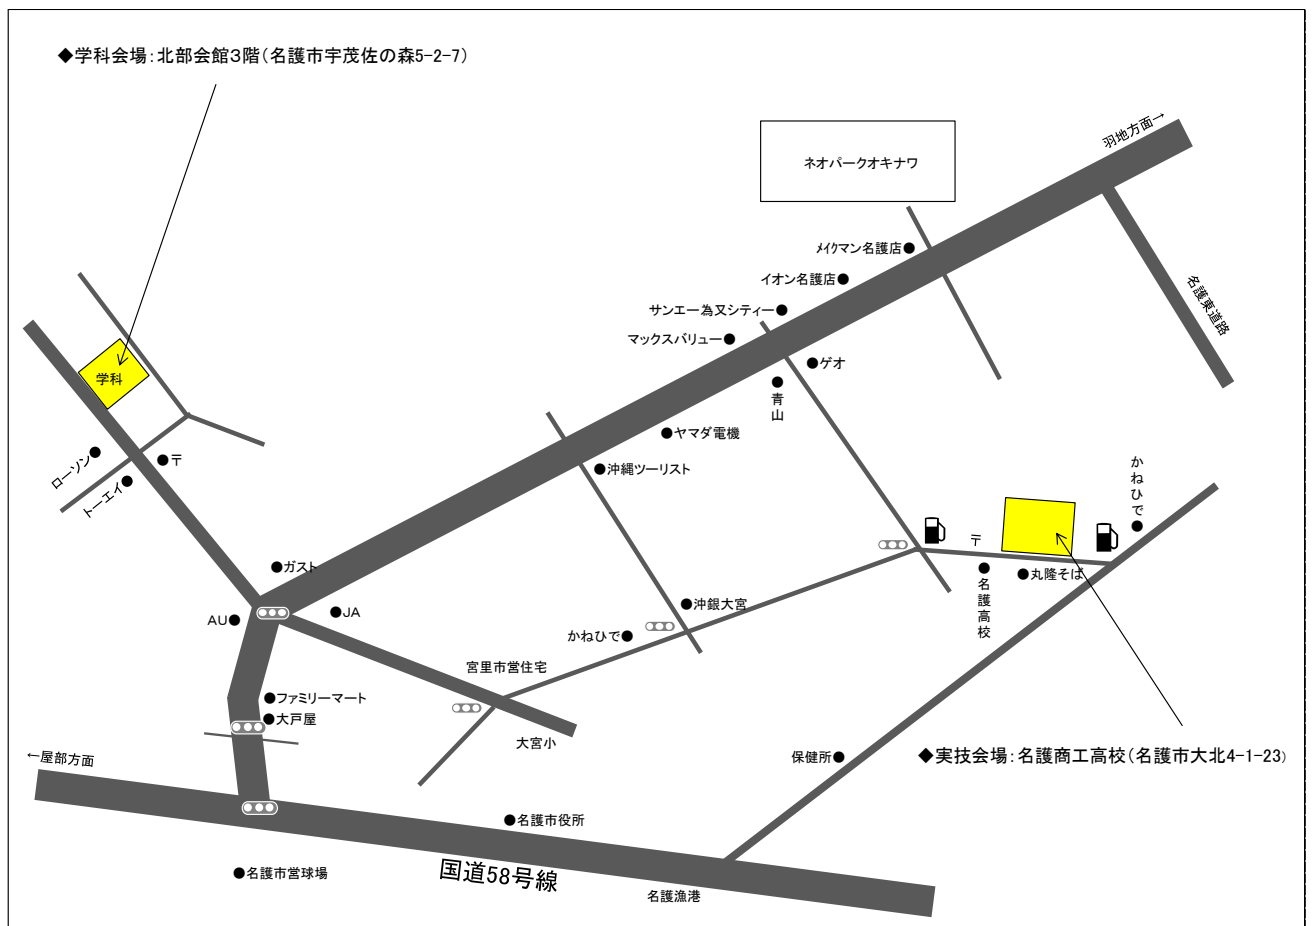 ◆学科会場：北部会館３階（名護市宇茂佐の森5-2-7）
羽地方面→
ネオパークオキナワ
メイクマン名護店
イオン名護店
名護東道路
サンエー為又シティー
マックスバリュー
ゲオ
学科
青山
ヤマダ電機
ローソン
〒
トーエイ
沖縄ツーリスト
かねひで
〒
ガスト
丸隆そば
名護高校
沖銀大宮
AU
JA
かねひで
宮里市営住宅
ファミリーマート
大戸屋
大宮小
←屋部方面
保健所
◆実技会場：名護商工高校（名護市大北4-1-23）
名護市役所
国道58号線
名護市営球場
名護漁港